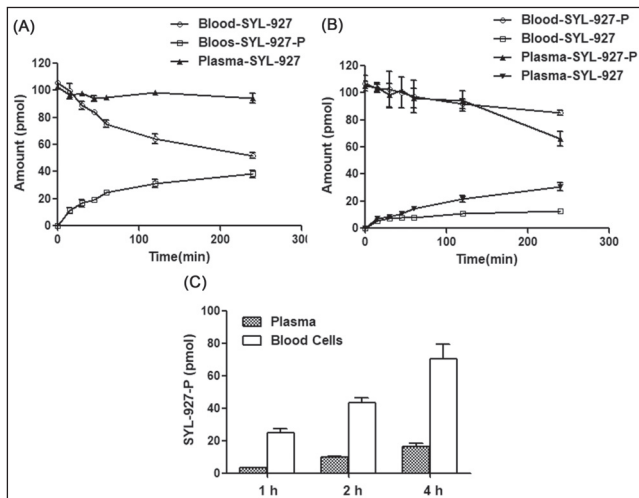 (A)
Blood-SYL-927
Bloos-SYL-927-P
Plasma-SYL-927
Amount (pmol)
140
120
100
80
60
40
20
0
0 100 200 300
Time(min)
(B)
Blood-SYL-927-P
Blood-SYL-927
Plasma-SYL-927-P
Plasma-SYL-927
Amount (pmol)
140
120
100
80
60
40
20
0
0 100 200 300
Time(min)
(C)
Plasma
Blood Cells
SYL-927-P (pmol)
100
80
60
40
20
0
1 h 2 h 4 h